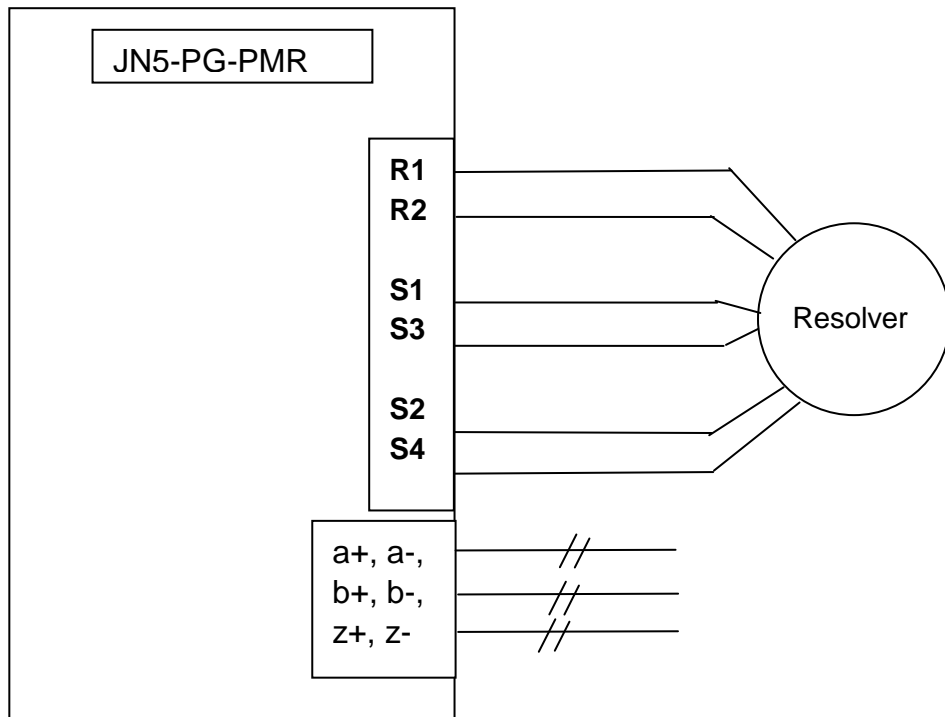 JN5-PG-PMR
R1
R2
S1
S3
S2
S4
Resolver
a+, a-,
b+, b-,
z+, z-